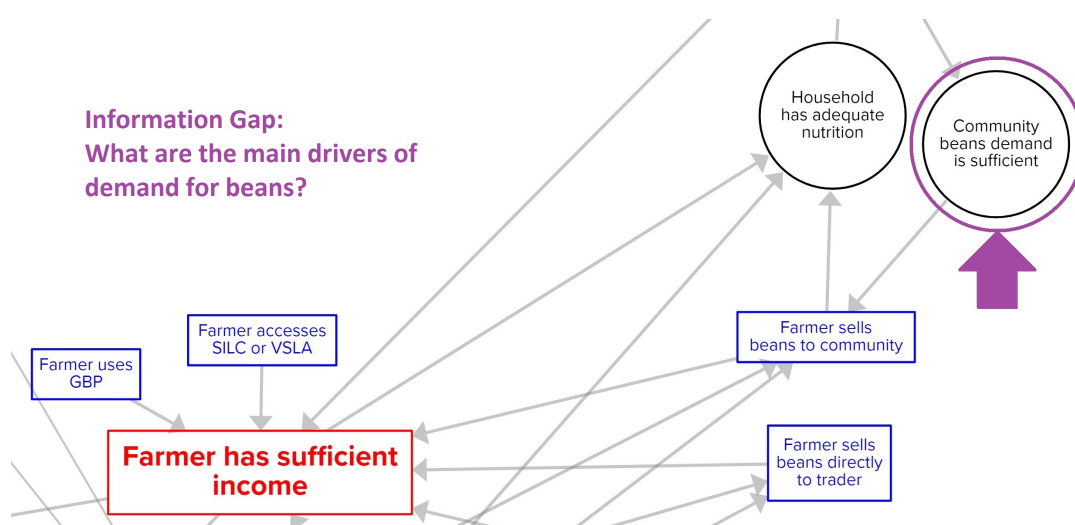 Information Gap:
What are the main drivers of
demand for beans?
Household
has adequate
nutrition
Community
beans demand
is sufficient
Farmer accesses
SILC or VSLA
Farmer uses
GBP
Farmer sells
beans to community
Farmer has sufficient
income
Farmer sells
beans directly
to trader